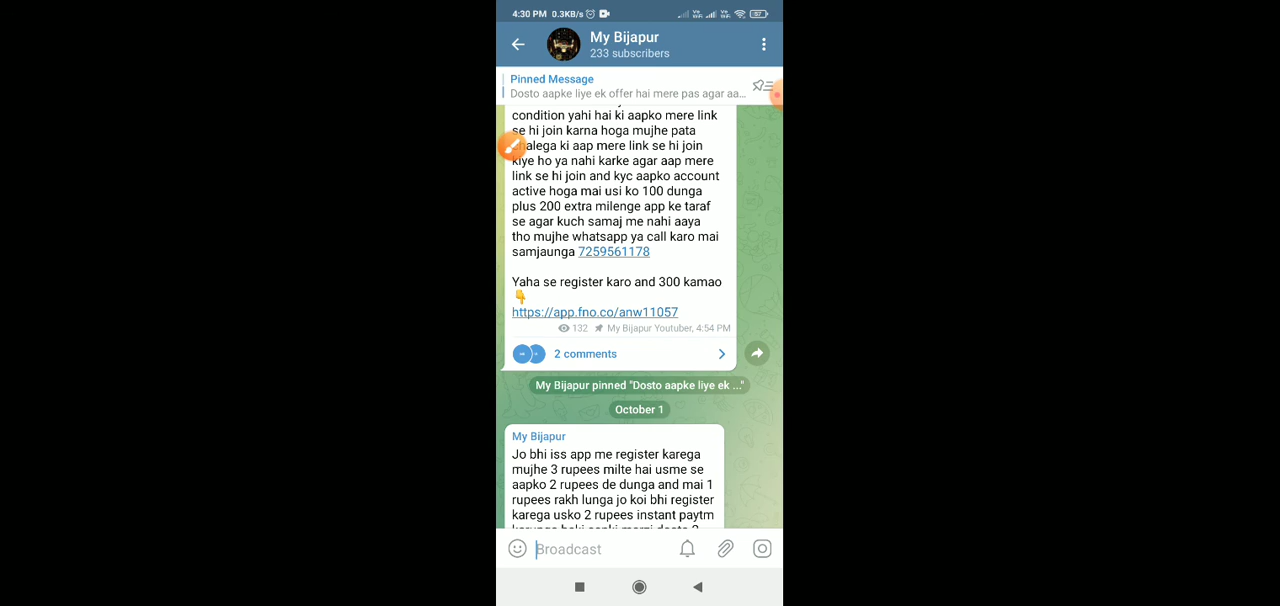 4:30 PM 0.3KB/s
67
My Bijapur
233 subscribers
Pinned Message
Dosto aapke liye ek offer hai mere pas agar aa...
condition yahi hai ki aapko mere link
se hi join karna hoga mujhe pata
chalega ki aap mere link se hi join
kiye ho ya nahi karke agar aap mere
link se hi join and kyc aapko account
active hoga mai usi ko 100 dunga
plus 200 extra milenge app ke taraf
se agar kuch samaj me nahi aaya
tho mujhe whatsapp ya call karo mai
samjaunga 7259561178
Yaha se register karo and 300 kamao
👇
https://app.fno.co/anw11057
132 My Bijapur Youtuber, 4:54 PM
2 comments
My Bijapur pinned "Dosto aapke liye ek ..."
October 1
My Bijapur
Jo bhi iss app me register karega
mujhe 3 rupees milte hai usme se
aapko 2 rupees de dunga and mai 1
rupees rakh lunga jo koi bhi register
karega usko 2 rupees instant paytm
Broadcast